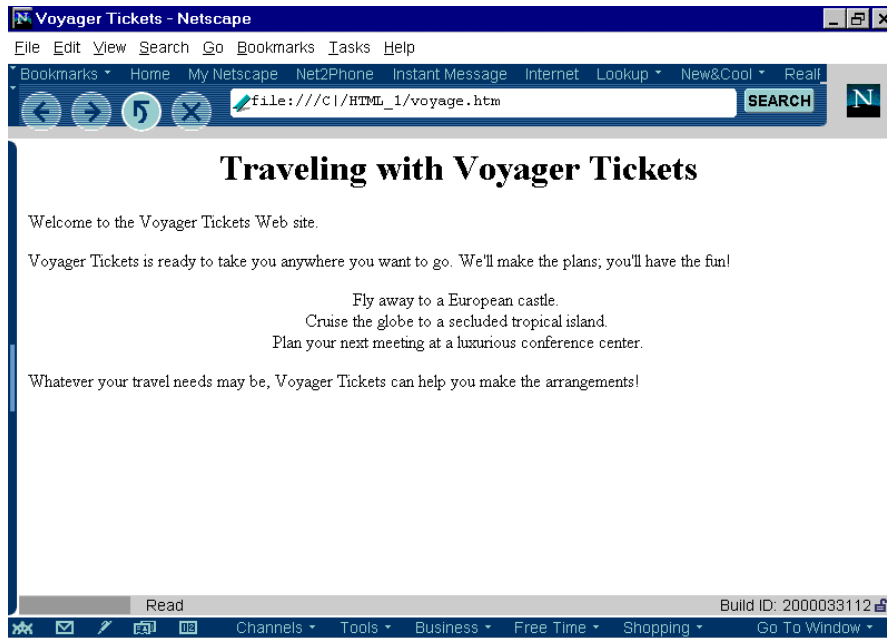 Voyager Tickets - Netscape
File Edit View Search Go Bookmarks Tasks Help
Bookmarks Home My Netscape Net2Phone Instant Message Internet Lookup New&Cool
file:///C|/HTML_1/voyage.htm SEARCH N
Traveling with Voyager Tickets
Welcome to the Voyager Tickets Web site.
Voyager Tickets is ready to take you anywhere you want to go. We'll make the plans; you'll have the fun!
Fly away to a European castle.
Cruise the globe to a secluded tropical island.
Plan your next meeting at a luxurious conference center.
Whatever your travel needs may be, Voyager Tickets can help you make the arrangements!
Read Build ID: 2000033112
Channels Tools Business Free Time Shopping Go To Window